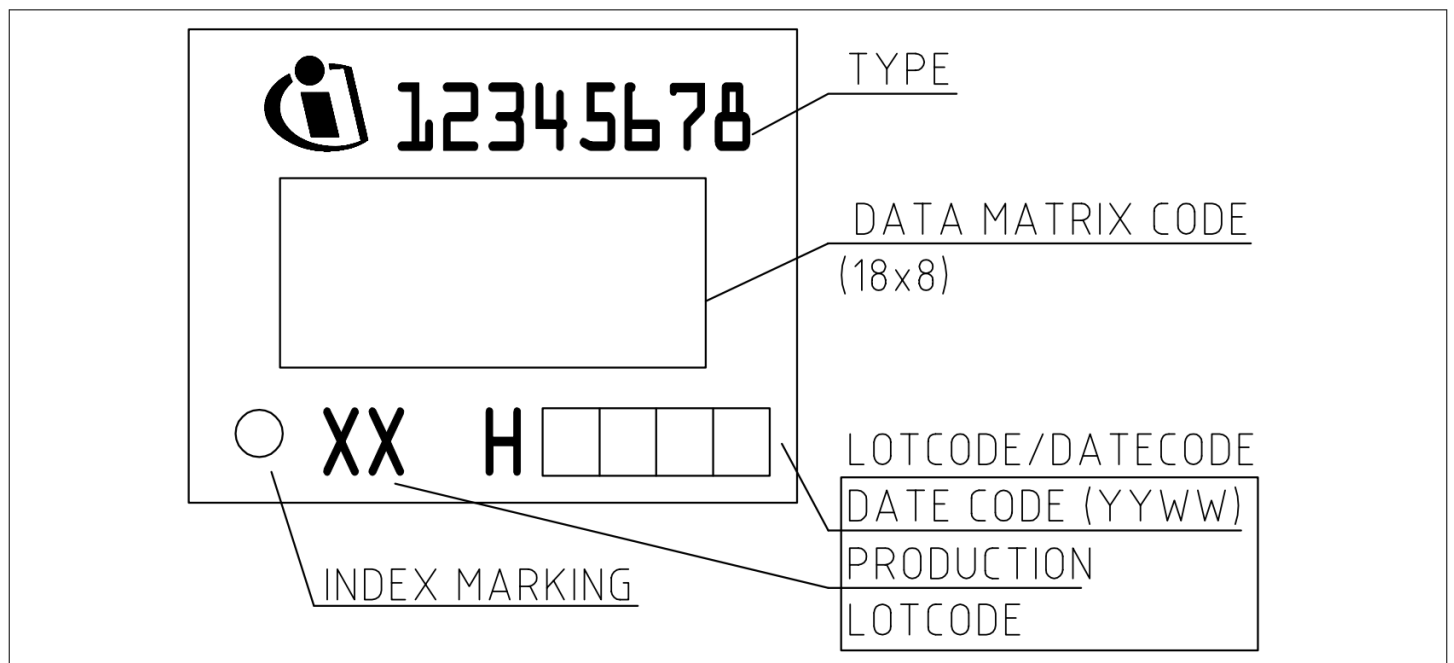 12345678
TYPE
DATA MATRIX CODE
(18x8)
XX H
LOTCODE/DATECODE
DATE CODE (YYWW)
PRODUCTION
LOTCODE
INDEX MARKING